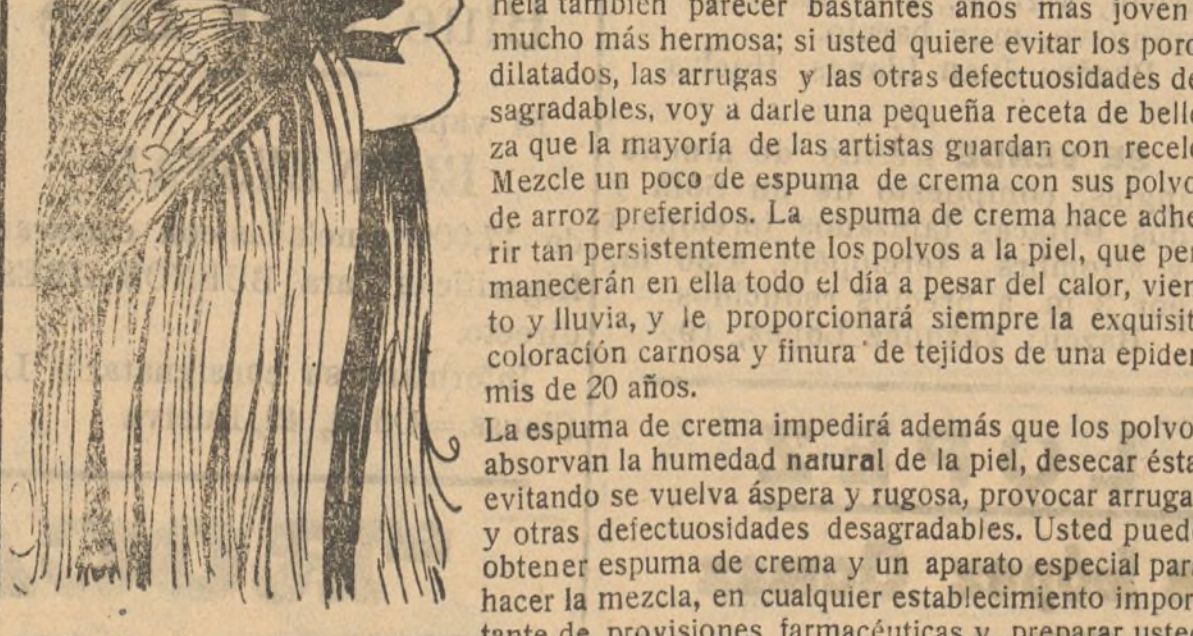 nela también parecer bastantes años más joven
mucho más hermosa; si usted quiere evitar los poro
dilatados, las arrugas y las otras defectuosidades de
sagradables, voy a darle una pequeña receta de belle
za que la mayoría de las artistas guardan con recelo
Mezcle un poco de espuma de crema con sus polvo
de arroz preferidos. La espuma de crema hace adhe
rir tan persistentemente los polvos a la piel, que per
manecerán en ella todo el día a pesar del calor, vien
to y lluvia, y le proporcionará siempre la exquisit
coloración carnosa y finura de tejidos de una epider
mis de 20 años.
La espuma de crema impedirá además que los polvo
absorvan la humedad natural de la piel, desecar ésta
evitando se vuelva áspera y rugosa, provocar arruga
y otras defectuosidades desagradables. Usted pued
obtener espuma de crema y un aparato especial par
hacer la mezcla, en cualquier establecimiento impor
tante de provisiones farmacéuticas y preparar uste